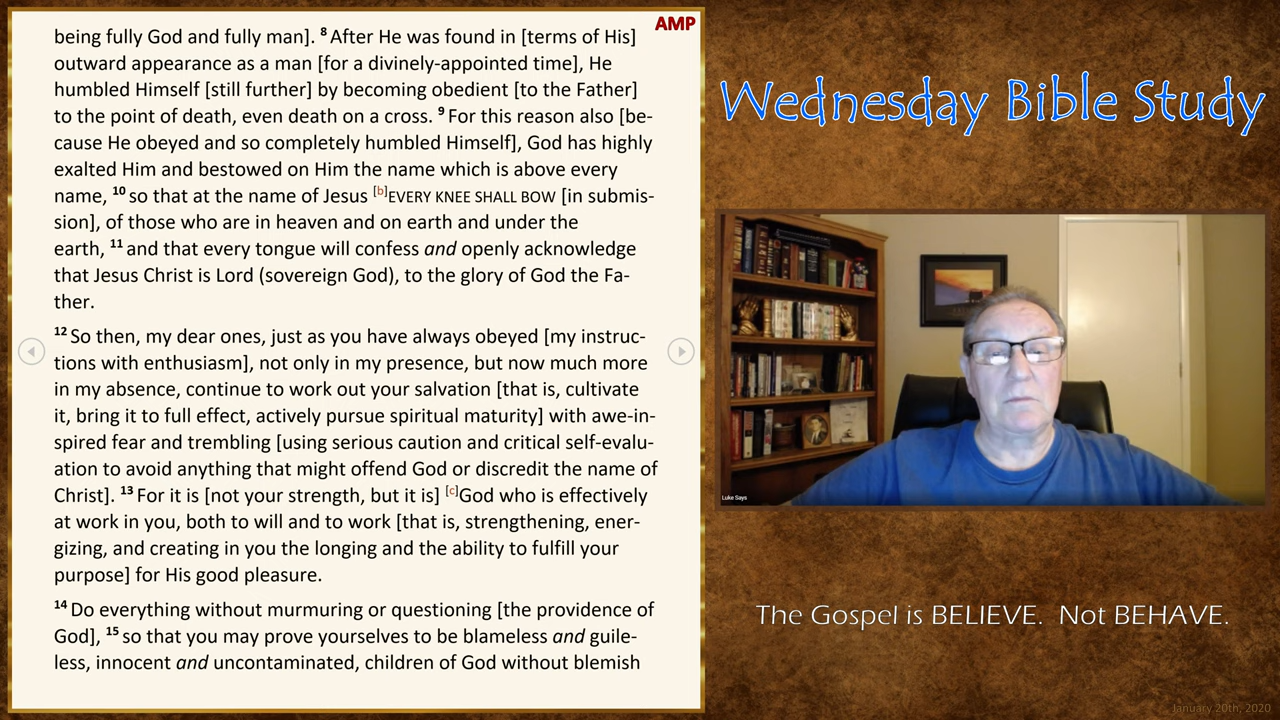 AMP
being fully God and fully man]. 8 After He was found in [terms of His]
outward appearance as a man [for a divinely-appointed time], He
humbled Himself [still further] by becoming obedient [to the Father]
to the point of death, even death on a cross. 9 For this reason also [be-
cause He obeyed and so completely humbled Himself], God has highly
exalted Him and bestowed on Him the name which is above every
name, 10 so that at the name of Jesus [b]EVERY KNEE SHALL BOW [in submis-
sion], of those who are in heaven and on earth and under the
earth, 11 and that every tongue will confess and openly acknowledge
that Jesus Christ is Lord (sovereign God), to the glory of God the Fa-
ther.
12 So then, my dear ones, just as you have always obeyed [my instruc-
tions with enthusiasm], not only in my presence, but now much more
in my absence, continue to work out your salvation [that is, cultivate
it, bring it to full effect, actively pursue spiritual maturity] with awe-in-
spired fear and trembling [using serious caution and critical self-evalu-
ation to avoid anything that might offend God or discredit the name of
Christ]. 13 For it is [not your strength, but it is] [c]God who is effectively
at work in you, both to will and to work [that is, strengthening, ener-
gizing, and creating in you the longing and the ability to fulfill your
purpose] for His good pleasure.
14 Do everything without murmuring or questioning [the providence of
God], 15 so that you may prove yourselves to be blameless and guile-
less, innocent and uncontaminated, children of God without blemish
Wednesday Bible Study
Luke Says
The Gospel is BELIEVE. Not BEHAVE.
January 20th, 2020